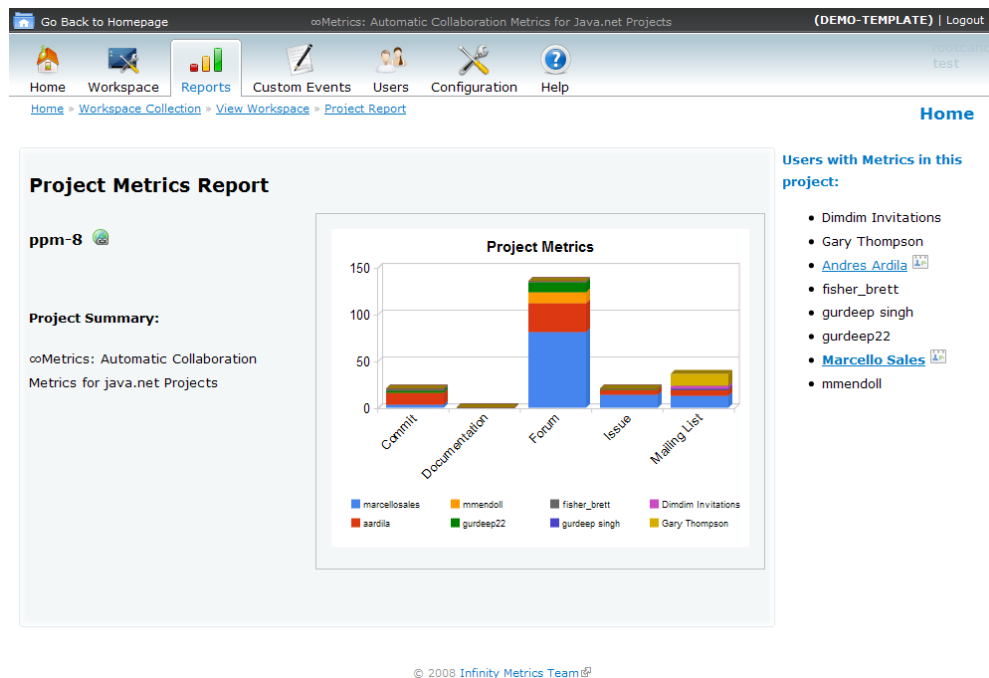 Go Back to Homepage
∞Metrics: Automatic Collaboration Metrics for Java.net Projects
(DEMO-TEMPLATE) | Logout
test
Home
Workspace
Reports
Custom Events
Users
Configuration
Help
Home » Workspace Collection » View Workspace » Project Report
Home
Project Metrics Report
ppm-8
Project Summary:
∞Metrics: Automatic Collaboration
Metrics for java.net Projects
Project Metrics
150
100
50
0
Commit
Documentation
Forum
Issue
Mailing List
marcellosales
mmendoll
fisher_brett
Dimdim Invitations
aardila
gurdeep22
gurdeep singh
Gary Thompson
Users with Metrics in this
project:
Dimdim Invitations
Gary Thompson
Andres Ardila
fisher_brett
gurdeep singh
gurdeep22
Marcello Sales
mmendoll
© 2008 Infinity Metrics Team